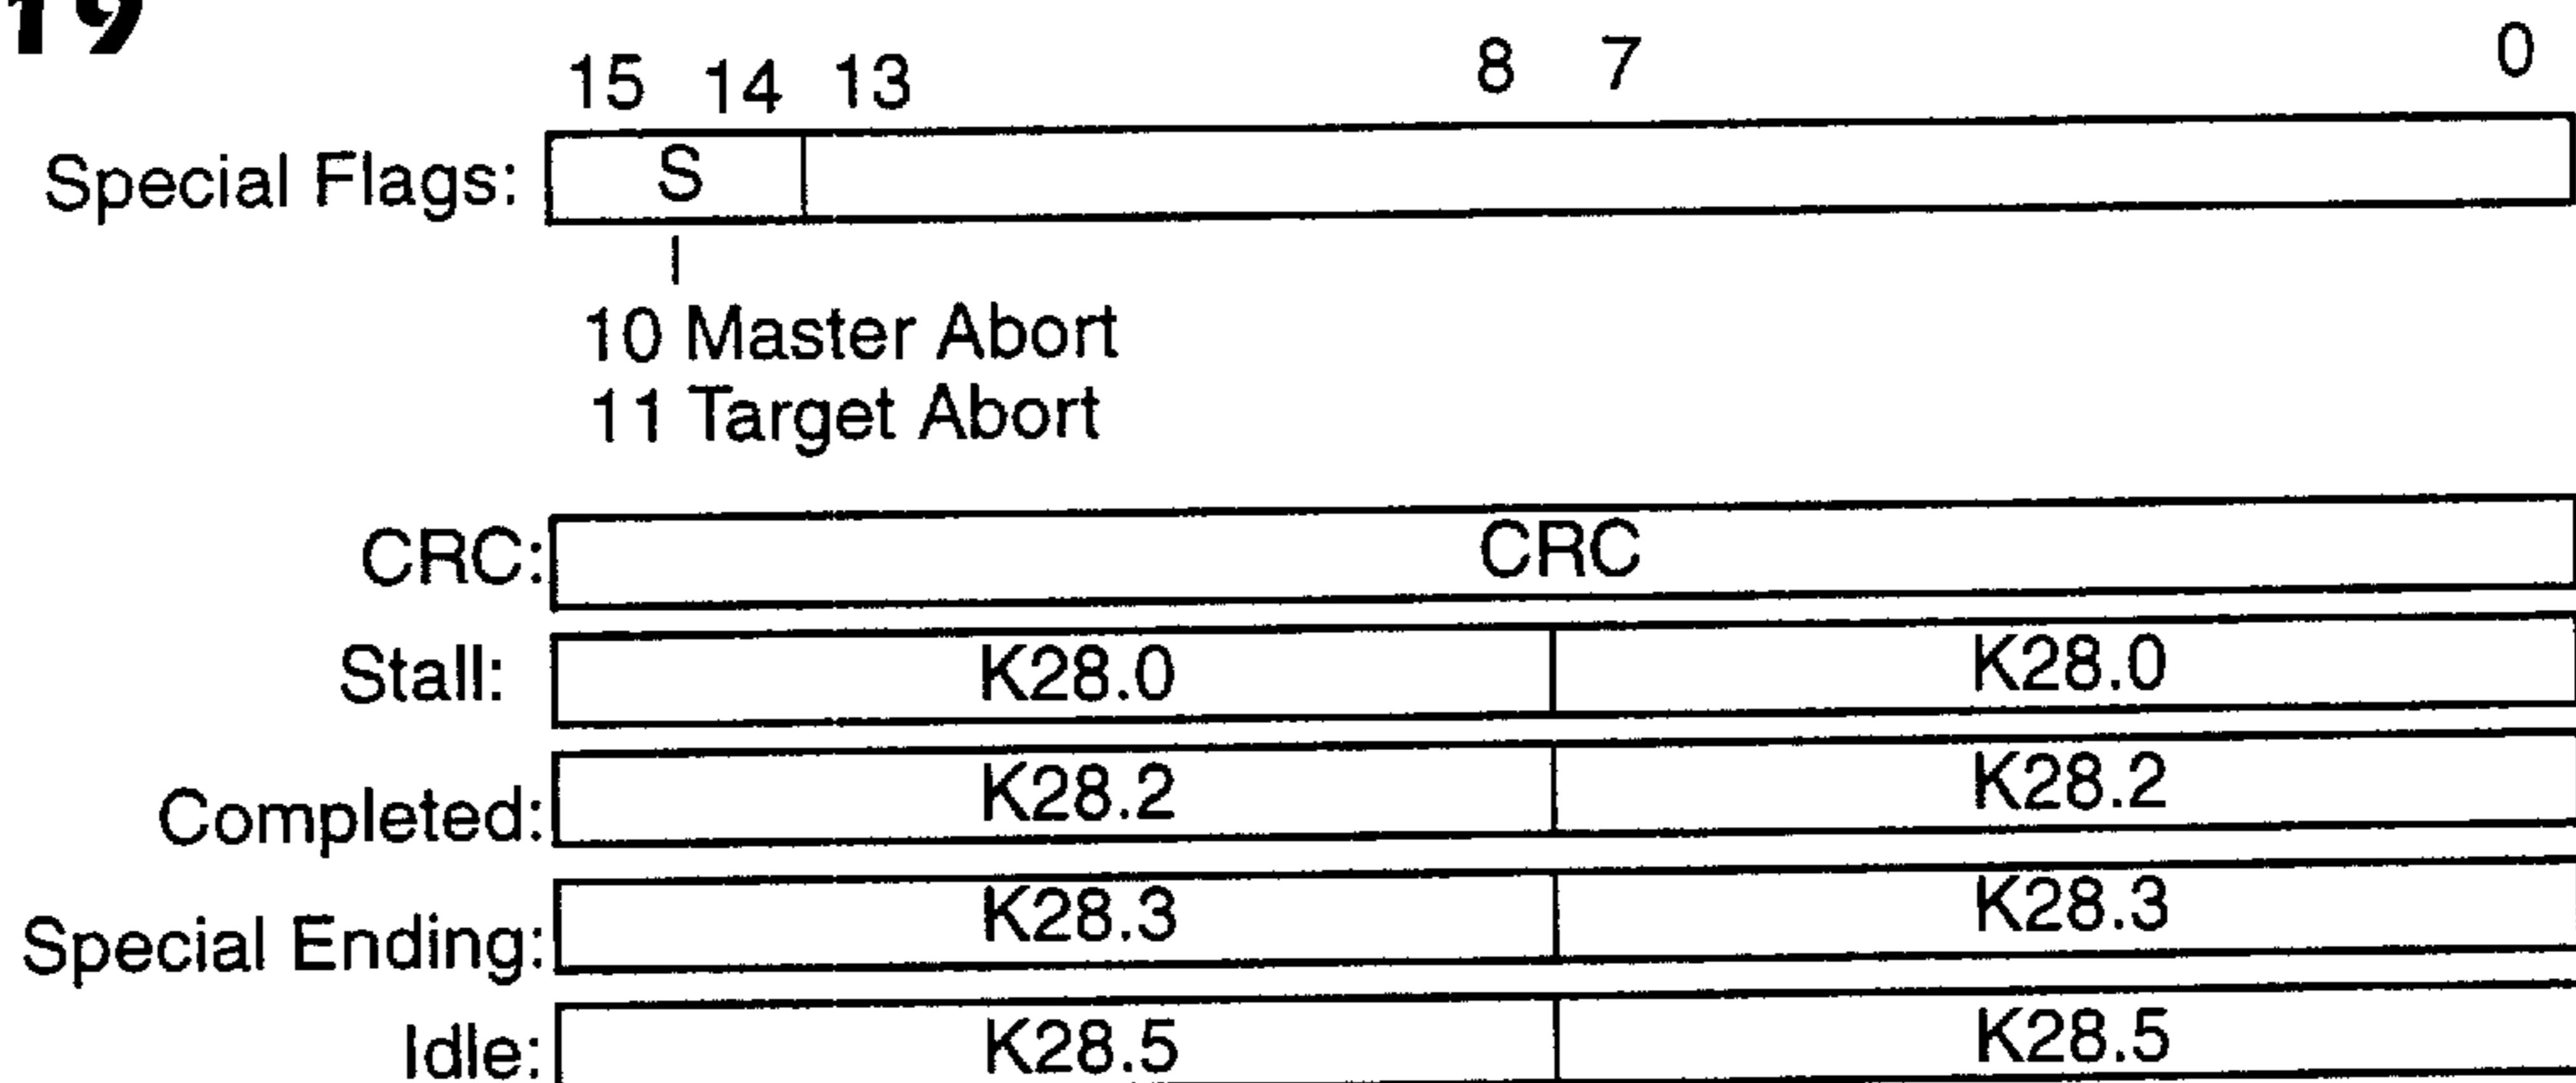 19
15 14 13 8 7 0
Special Flags: S
10 Master Abort
11 Target Abort
CRC: CRC
Stall: K28.0 K28.0
Completed: K28.2 K28.2
Special Ending: K28.3 K28.3
Idle: K28.5 K28.5